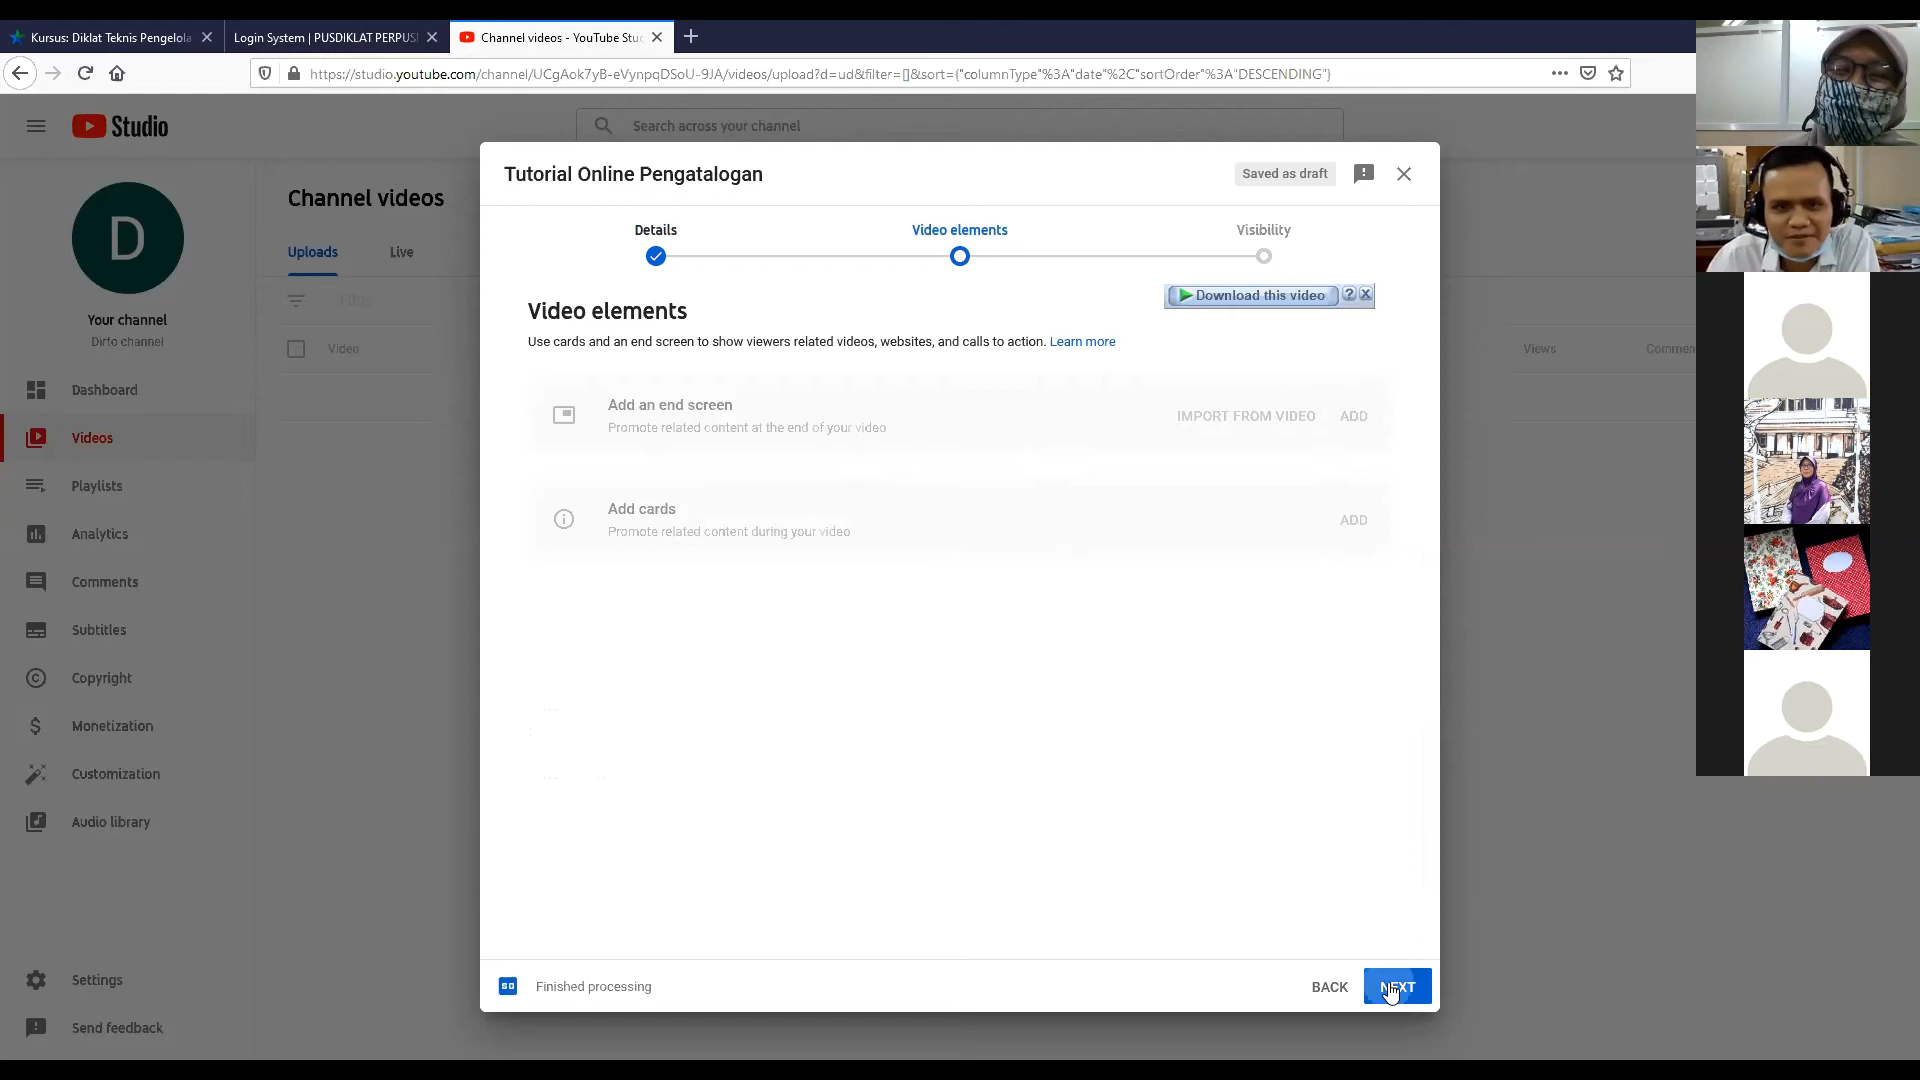 Kursus: Diklat Teknis Pengelola
Login System | PUSDIKLAT PERPUS
Channel videos - YouTube Stu
https://studio.youtube.com/channel/UCgAok7yB-eVynpqDSoU-9JA/videos/upload?d=ud&filter=[]&sort={"columnType"%3A"date"%2C"sortOrder"%3A"DESCENDING"}
Studio
Search across your channel
D
Your channel
Dirto channel
Dashboard
Videos
Playlists
Analytics
Comments
Subtitles
Copyright
Monetization
Customization
Audio library
Settings
Send feedback
Channel videos
Uploads
Live
Filter
Video
Views
Commen
Tutorial Online Pengatalogan
Saved as draft
Details
Video elements
Visibility
Download this video
Video elements
Use cards and an end screen to show viewers related videos, websites, and calls to action. Learn more
Add an end screen
Promote related content at the end of your video
IMPORT FROM VIDEO
ADD
Add cards
Promote related content during your video
ADD
SD
Finished processing
BACK
NEXT